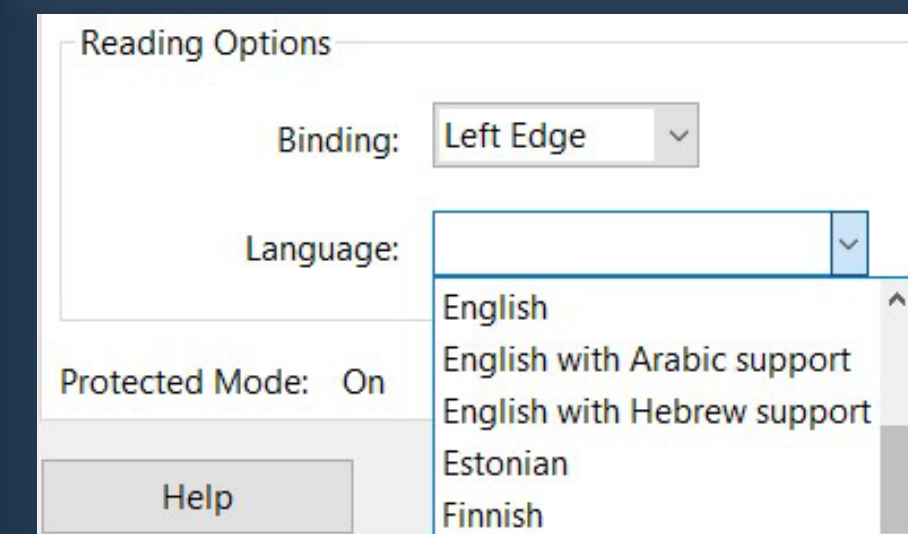 Reading Options
Binding: Left Edge
Language:
English
English with Arabic support
English with Hebrew support
Estonian
Finnish
Protected Mode: On
Help